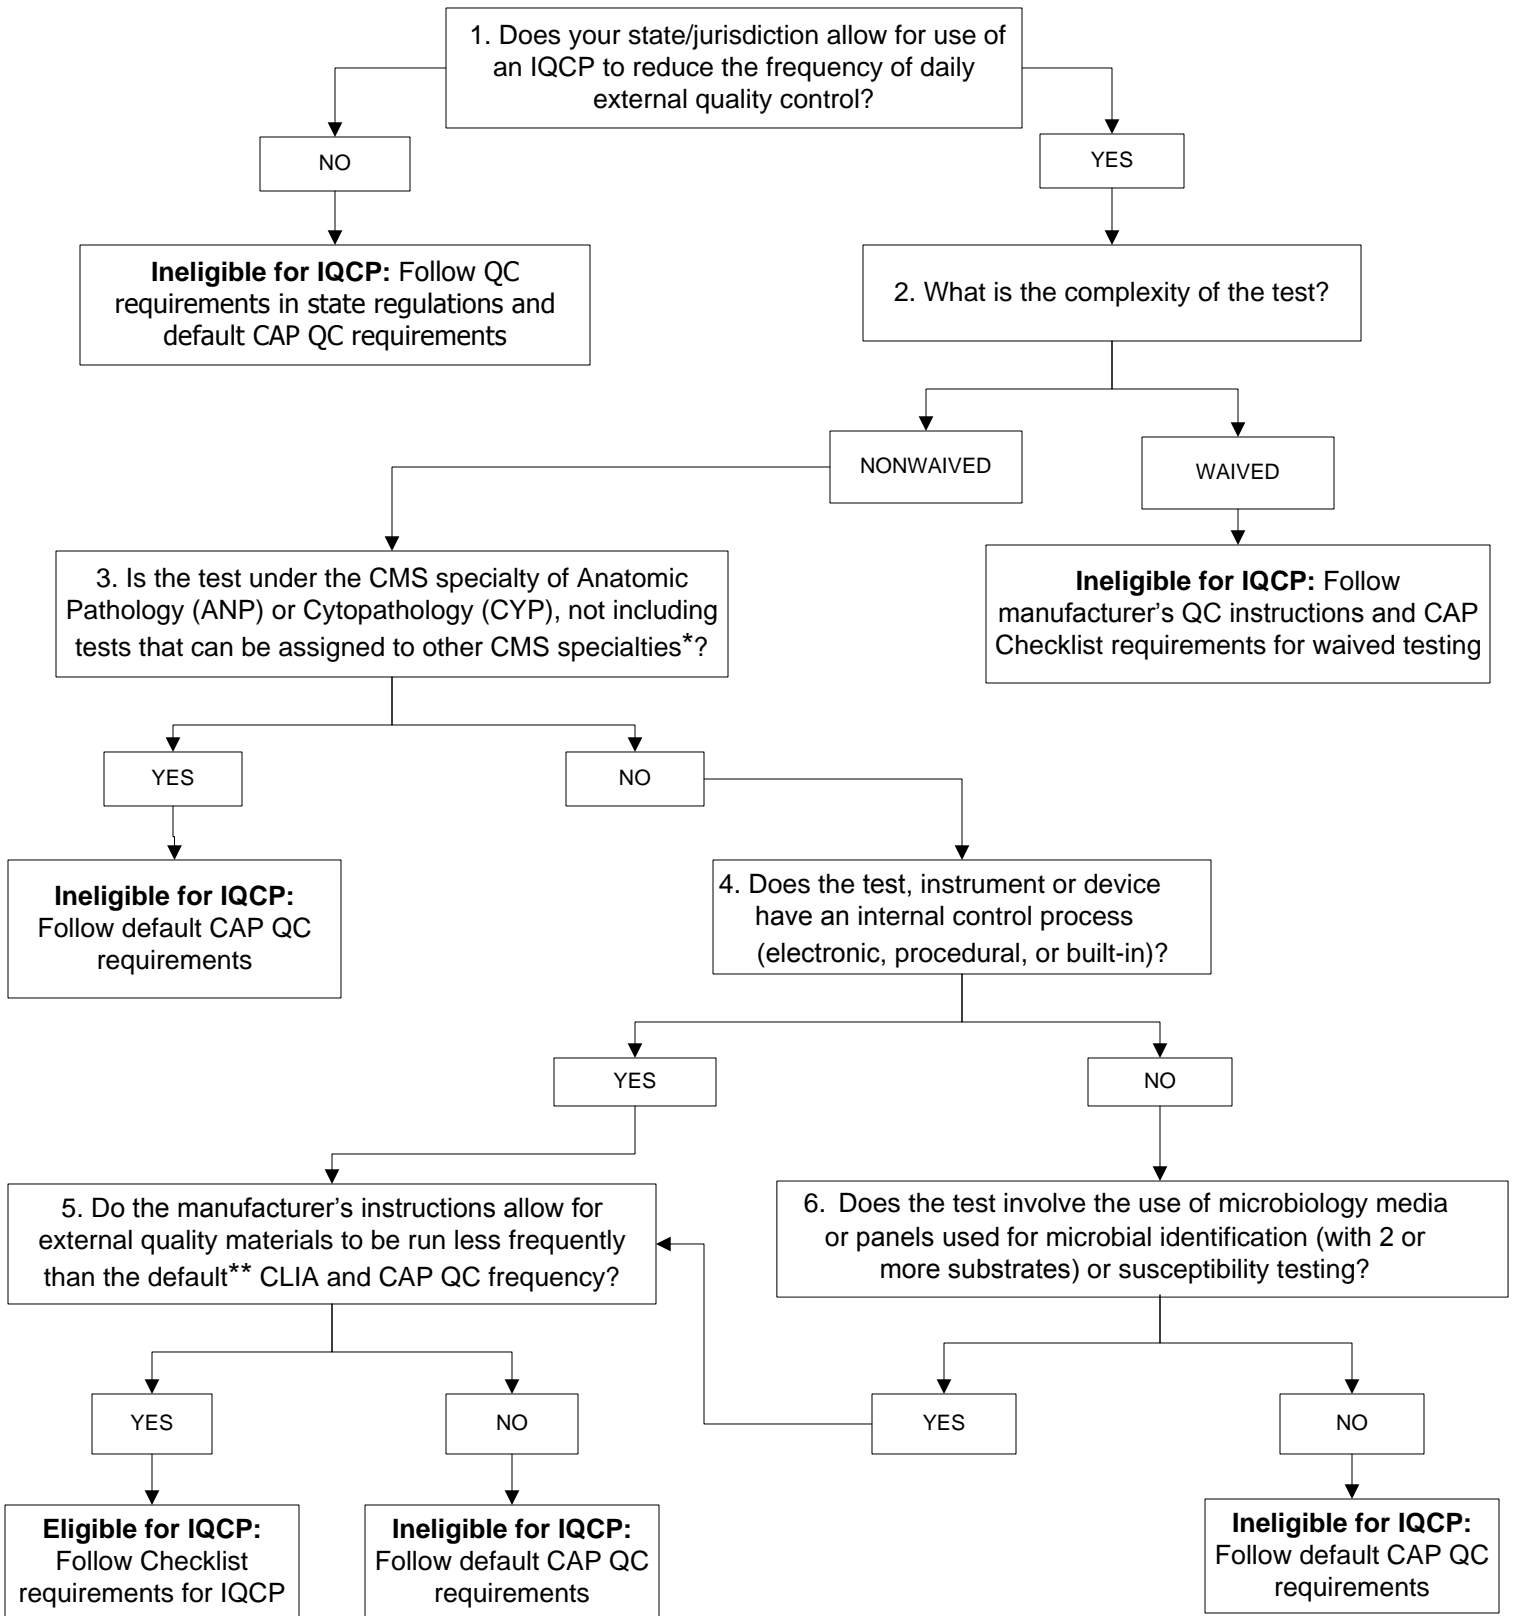 1. Does your state/jurisdiction allow for use of
an IQCP to reduce the frequency of daily
external quality control?
NO
YES
Ineligible for IQCP: Follow QC
requirements in state regulations and
default CAP QC requirements
2. What is the complexity of the test?
NONWAIVED
WAIVED
3. Is the test under the CMS specialty of Anatomic
Pathology (ANP) or Cytopathology (CYP), not including
tests that can be assigned to other CMS specialties*?
Ineligible for IQCP: Follow
manufacturer’s QC instructions and CAP
Checklist requirements for waived testing
YES
NO
Ineligible for IQCP:
Follow default CAP QC
requirements
4. Does the test, instrument or device
have an internal control process
(electronic, procedural, or built-in)?
YES
NO
5. Do the manufacturer’s instructions allow for
external quality materials to be run less frequently
than the default** CLIA and CAP QC frequency?
6. Does the test involve the use of microbiology media
or panels used for microbial identification (with 2 or
more substrates) or susceptibility testing?
YES
NO
YES
NO
Eligible for IQCP:
Follow Checklist
requirements for IQCP
Ineligible for IQCP:
Follow default CAP QC
requirements
Ineligible for IQCP:
Follow default CAP QC
requirements